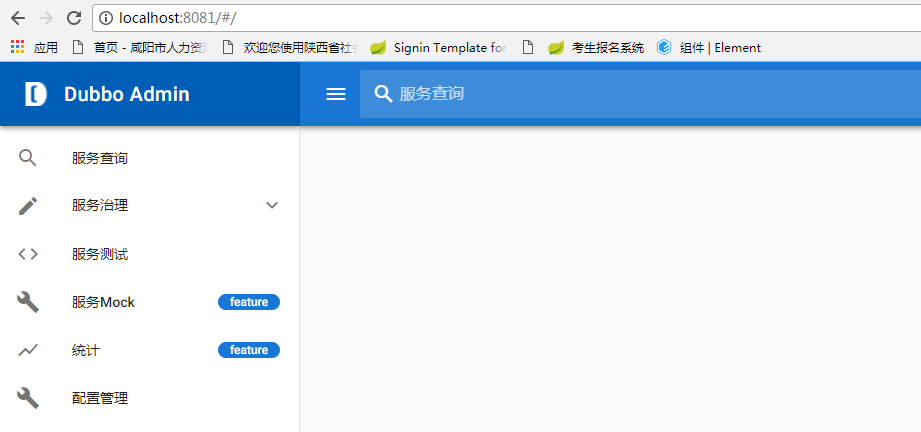 localhost:8081/#/
应用 首页 - 咸阳市人力资 欢迎您使用陕西省社 Signin Template for 考生报名系统 组件 | Element
Dubbo Admin
服务查询
服务查询
服务治理
服务测试
服务Mock feature
统计 feature
配置管理